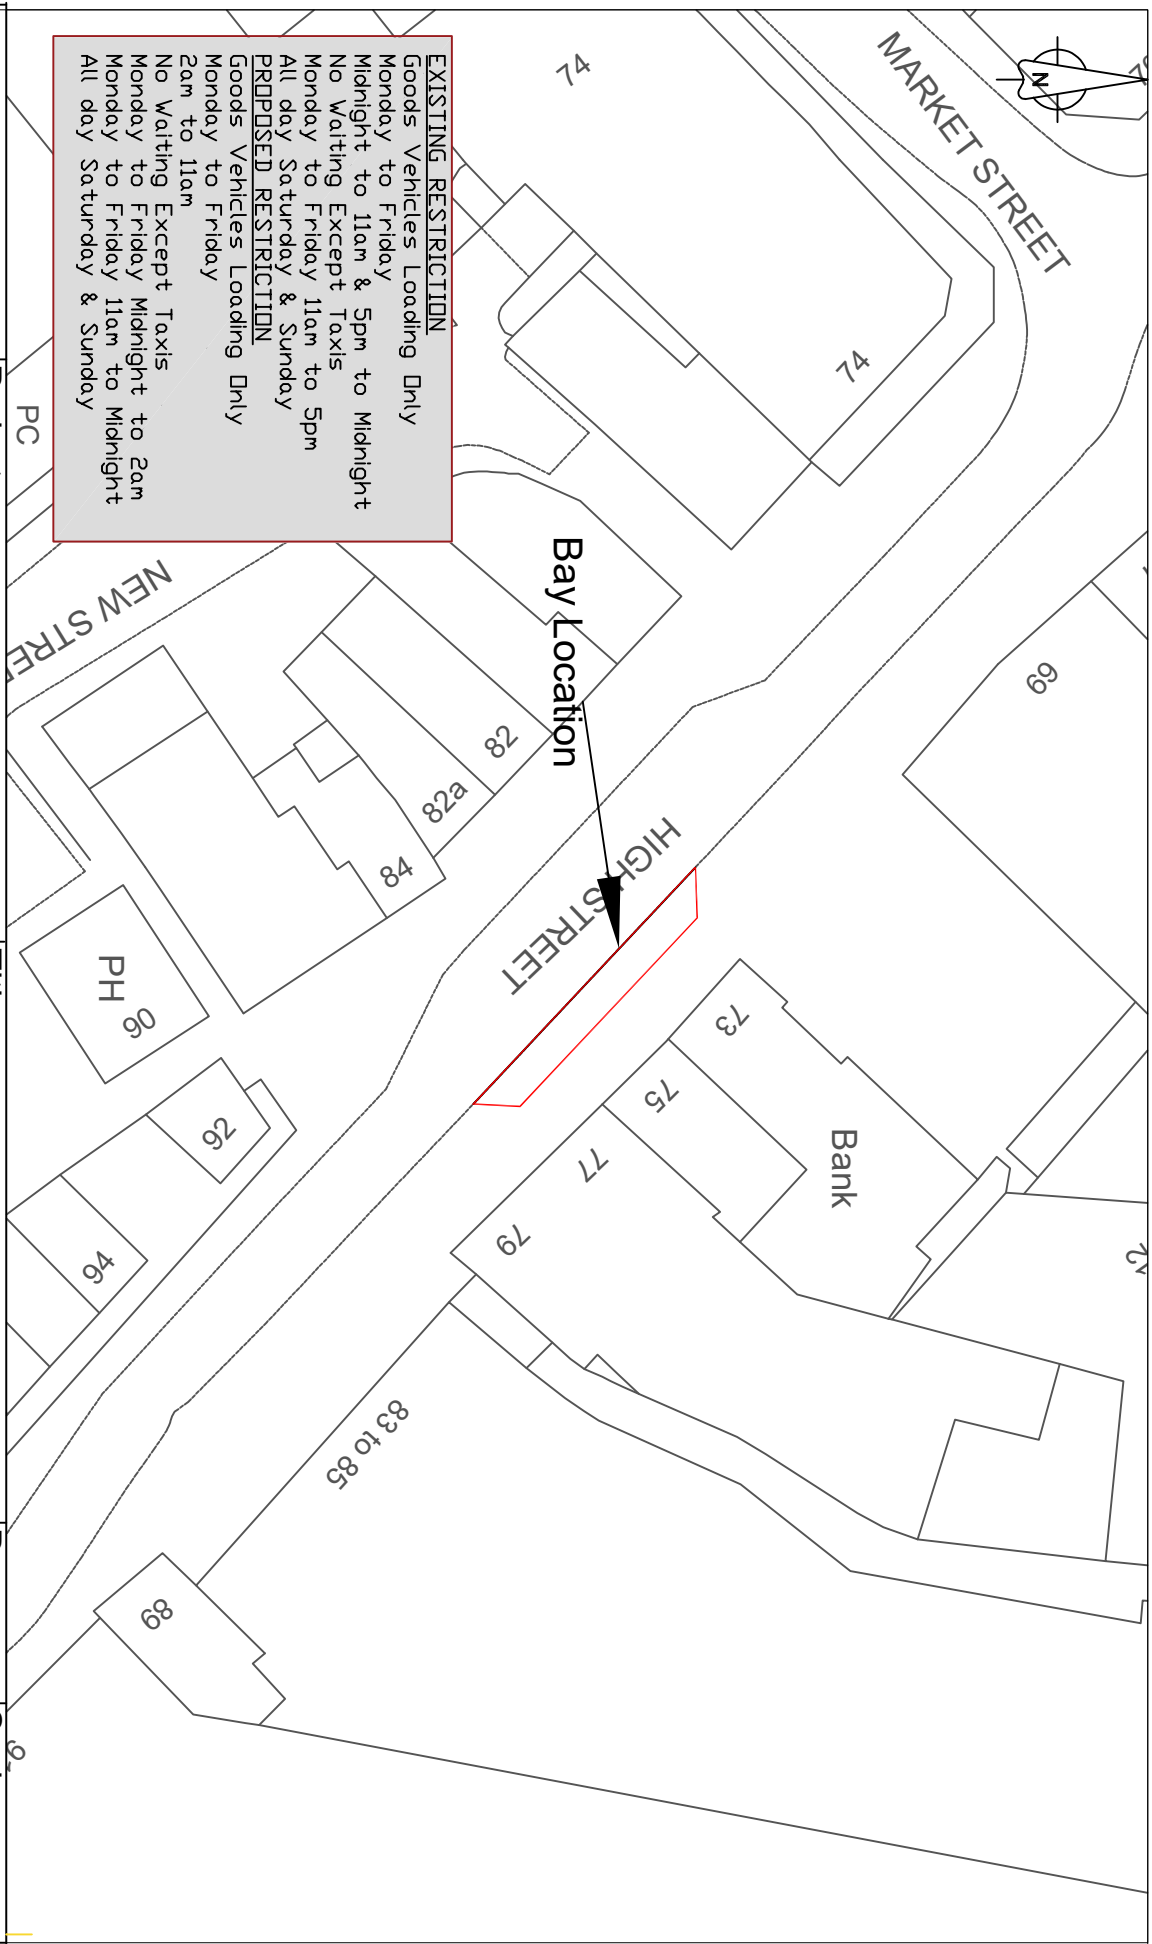 EXISTING RESTRICTION
Goods Vehicles Loading Only
Monday to Friday
Midnight to 11am & 5pm to Midnight
No Waiting Except Taxis
Monday to Friday 11am to 5pm
All day Saturday & Sunday
PROPOSED RESTRICTION
Goods Vehicles Loading Only
Monday to Friday
2am to 11am
No Waiting Except Taxis
Monday to Friday Midnight to 2am
Monday to Friday 11am to Midnight
All day Saturday & Sunday
N
MARKET STREET
74
74
69
Bay Location
HIGH STREET
NEW STREE
PC
82
82a
84
PH
90
92
94
73
75
77
79
Bank
83 to 85
89